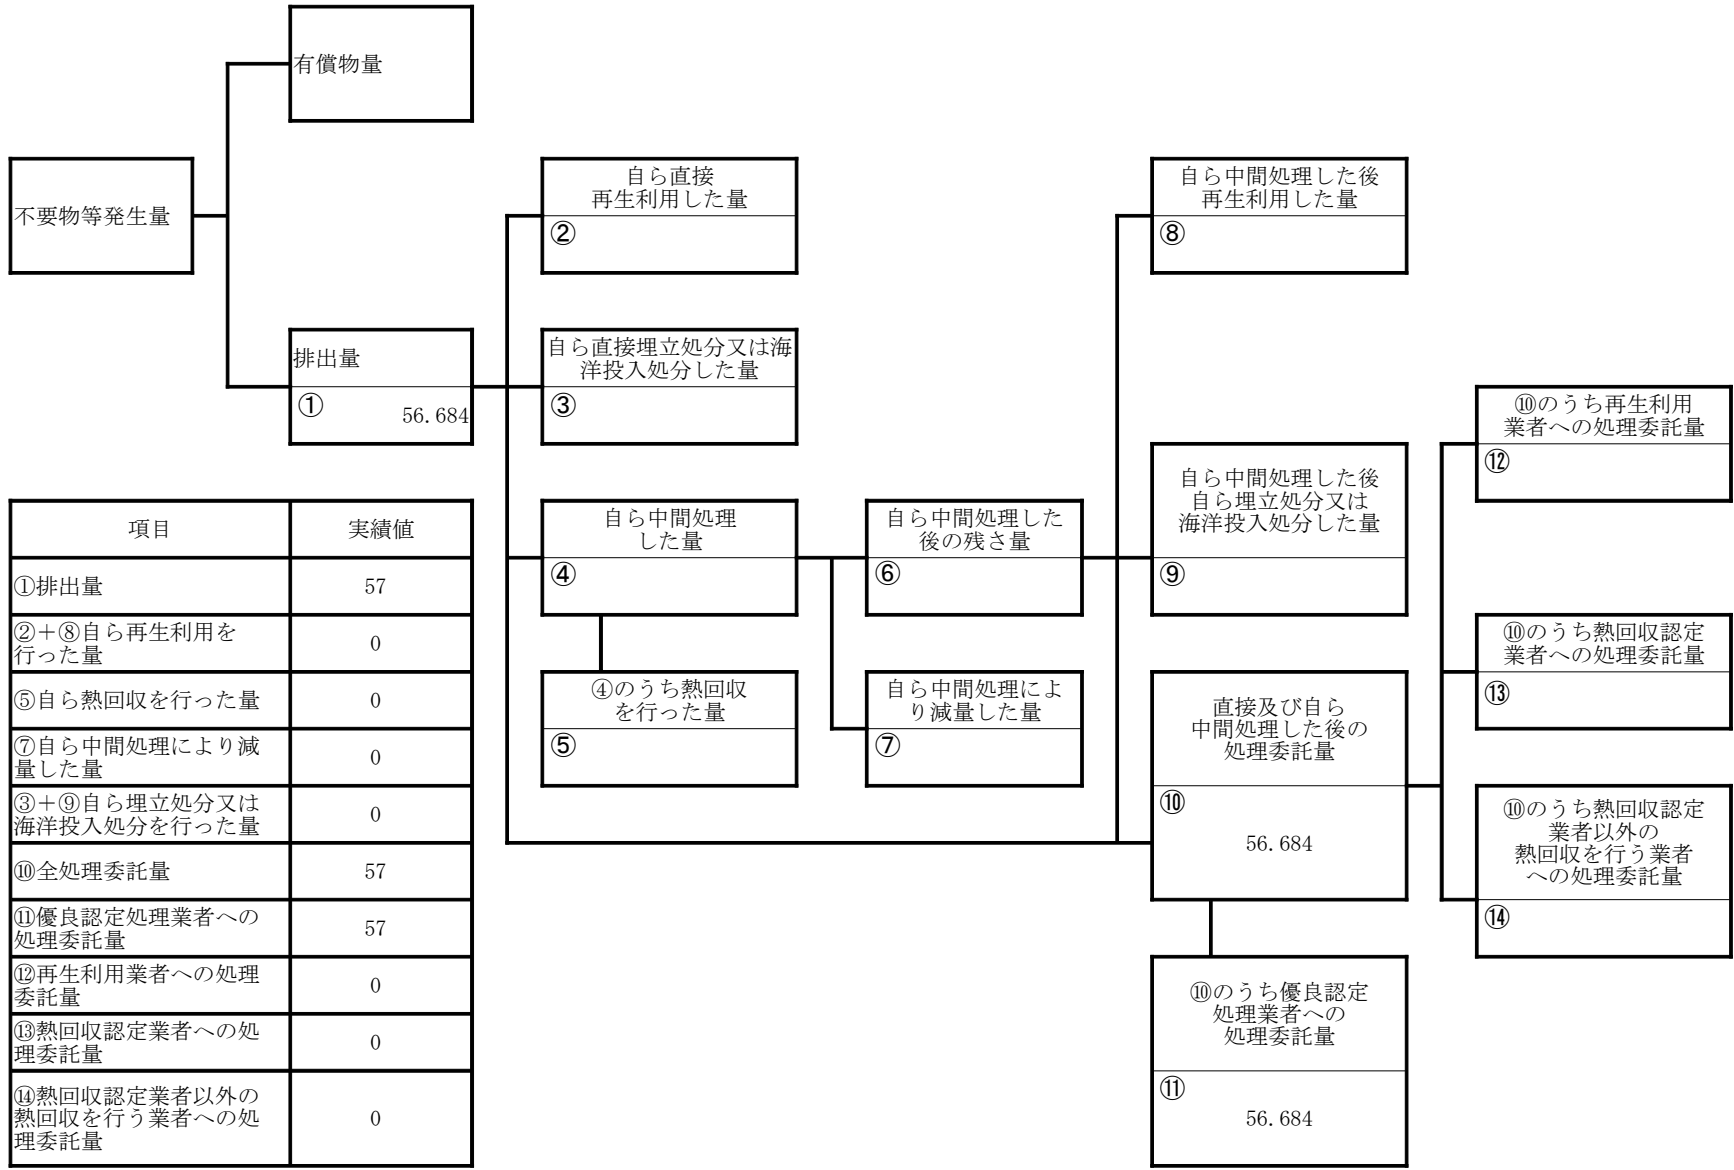 有償物量
不要物等発生量
自ら直接
再生利用した量
②
自ら中間処理した後
再生利用した量
⑧
排出量
①
56.684
自ら直接埋立処分又は海
洋投入処分した量
③
⑩のうち再生利用
業者への処理委託量
⑫
自ら中間処理
した量
④
自ら中間処理した
後の残さ量
⑥
自ら中間処理した後
自ら埋立処分又は
海洋投入処分した量
⑨
⑩のうち熱回収認定
業者への処理委託量
⑬
④のうち熱回収
を行った量
⑤
自ら中間処理によ
り減量した量
⑦
直接及び自ら
中間処理した後の
処理委託量
⑩
56.684
⑩のうち熱回収認定
業者以外の
熱回収を行う業者
への処理委託量
⑭
⑩のうち優良認定
処理業者への
処理委託量
⑪
56.684
項目 実績値
①排出量 57
②＋⑧自ら再生利用を
行った量 0
⑤自ら熱回収を行った量 0
⑦自ら中間処理により減
量した量 0
③＋⑨自ら埋立処分又は
海洋投入処分を行った量 0
⑩全処理委託量 57
⑪優良認定処理業者への
処理委託量 57
⑫再生利用業者への処理
委託量 0
⑬熱回収認定業者への処
理委託量 0
⑭熱回収認定業者以外の
熱回収を行う業者への処
理委託量 0